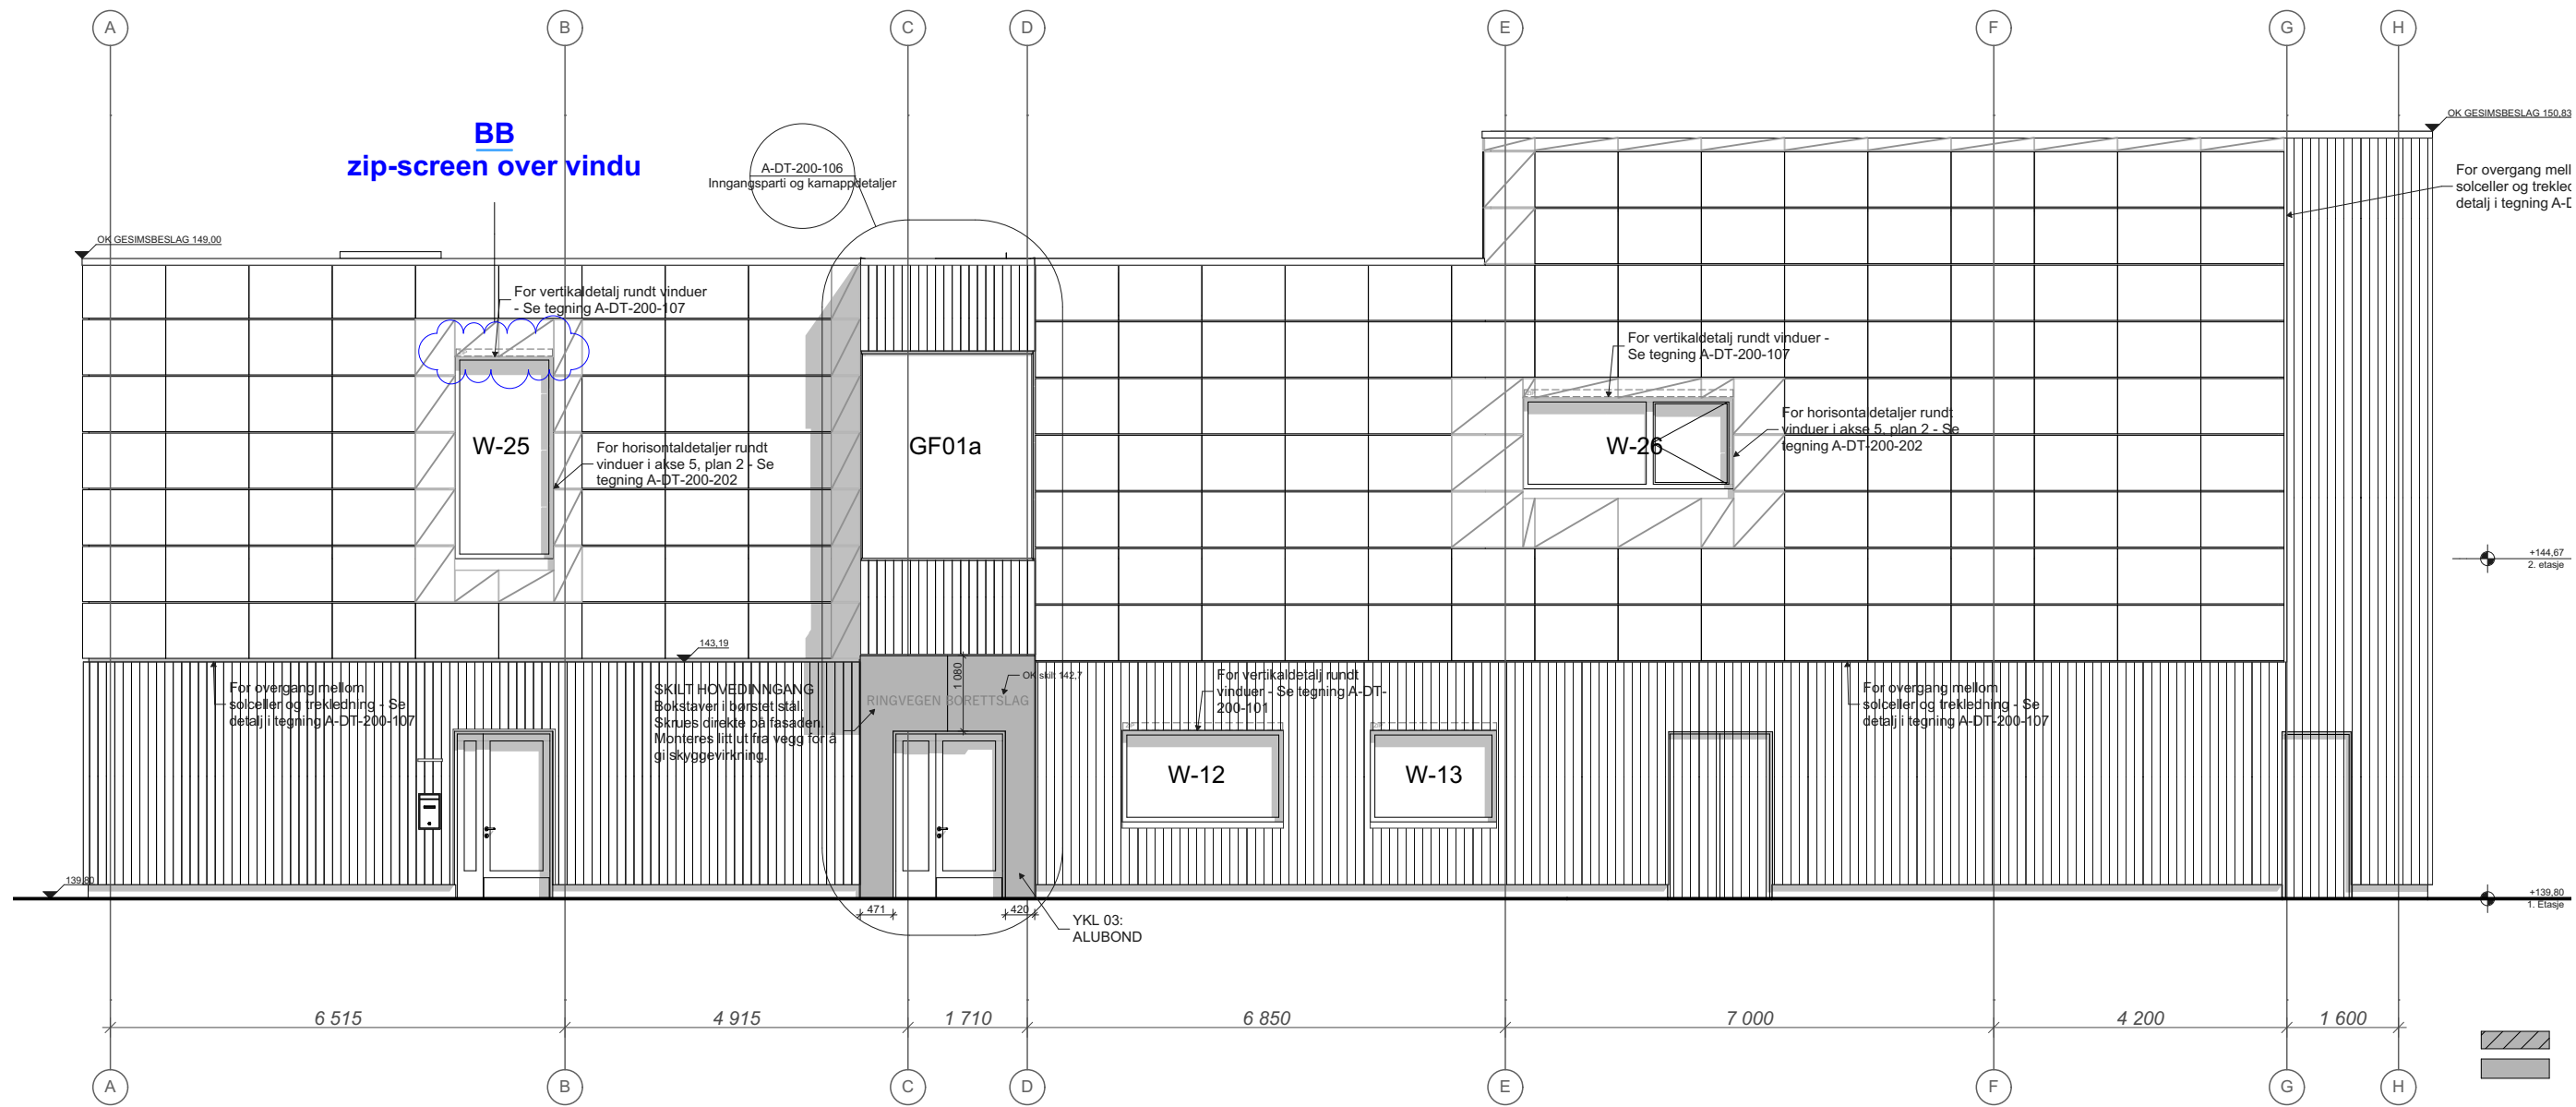 A
B
C
D
E
F
G
H
BB
zip-screen over vindu
A-DT-200-106
Inngangsparti og karnappdetaljer
OK GESIMSBESLAG 150,83
For overgang mell
solceller og trekled
detalj i tegning A-D
OK GESIMSBESLAG 149,00
For vertikaldetalj rundt vinduer
- Se tegning A-DT-200-107
For vertikaldetalj rundt vinduer -
Se tegning A-DT-200-107
W-25
For horisontaldetaljer rundt
vinduer i akse 5, plan 2 - Se
tegning A-DT-200-202
GF01a
W-26
For horisontaldetaljer rundt
vinduer i akse 5, plan 2 - Se
tegning A-DT-200-202
+144,67
2. etasje
143,19
For overgang mellom
solceller og trekledning - Se
detalj i tegning A-DT-200-107
SKILT HOVEDINNGANG
Bokstaver i børstet stål.
Skrues direkte på fasaden.
Monteres litt ut fra vegg for å
gi skyggevirkning.
1 080
OK skilt 142,7
RINGVEGEN BORETTSLAG
For vertikaldetalj rundt
vinduer - Se tegning A-DT-
200-101
For overgang mellom
solceller og trekledning - Se
detalj i tegning A-DT-200-107
W-12
W-13
139,80
+139,80
1. Etasje
471
420
YKL 03:
ALUBOND
6 515
4 915
1 710
6 850
7 000
4 200
1 600
A
B
C
D
E
F
G
H